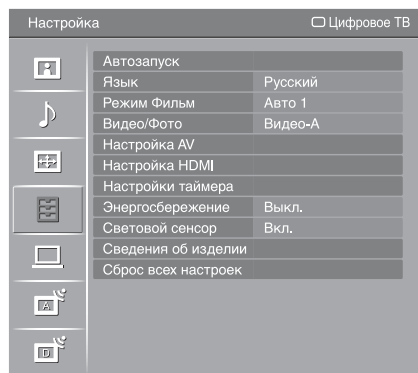 Настройка Цифровое ТВ
Автозапуск
Язык Русский
Режим Фильм Авто 1
Видео/Фото Видео-A
Настройка AV
Настройка HDMI
Настройки таймера
Энергосбережение Выкл.
Световой сенсор Вкл.
Сведения об изделии
Сброс всех настроек
A
D